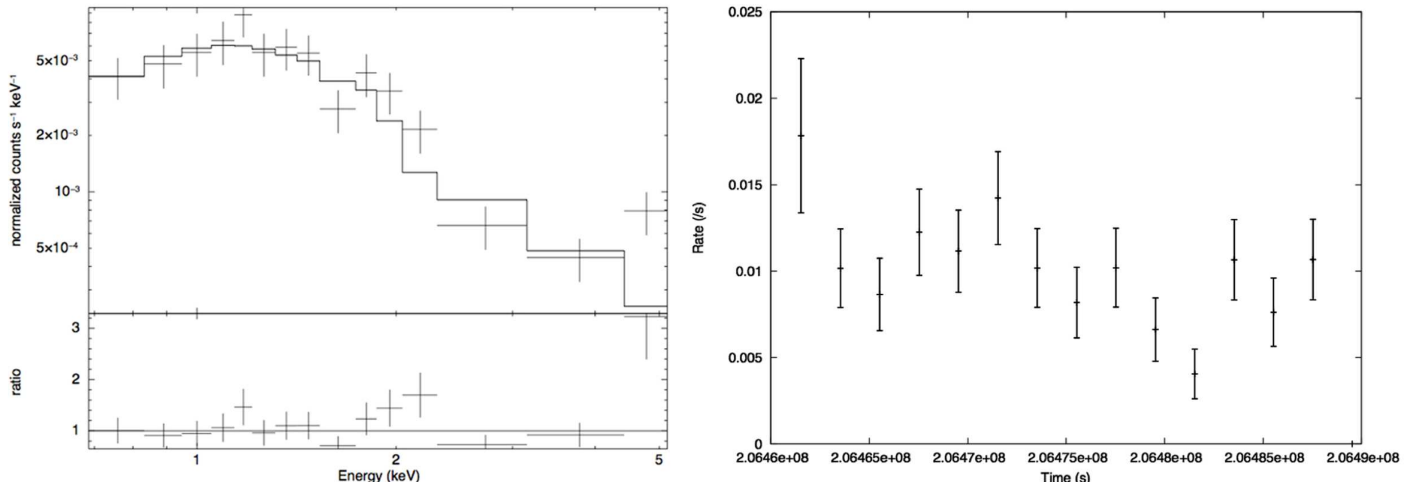 5×10⁻³
2×10⁻³
10⁻³
5×10⁻⁴
normalized counts s⁻¹ keV⁻¹
3
2
1
ratio
1
2
5
Energy (keV)
0.025
0.02
0.015
0.01
0.005
0
Rate (/s)
2.0646e+08
2.06465e+08
2.0647e+08
2.06475e+08
2.0648e+08
2.06485e+08
2.0649e+08
Time (s)